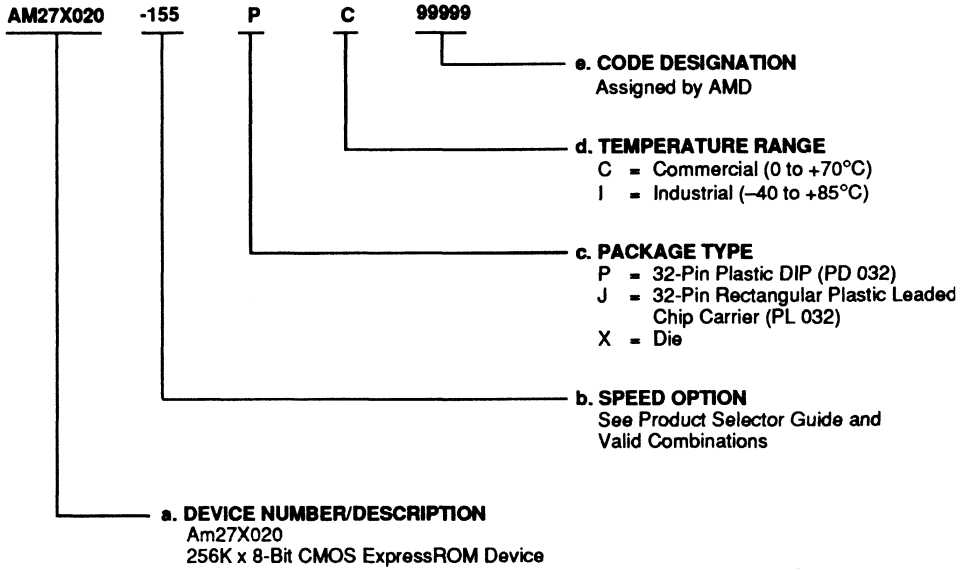 AM27X020 -155 P C 99999
e. CODE DESIGNATION
Assigned by AMD
d. TEMPERATURE RANGE
C = Commercial (0 to +70°C)
I = Industrial (–40 to +85°C)
c. PACKAGE TYPE
P = 32-Pin Plastic DIP (PD 032)
J = 32-Pin Rectangular Plastic Leaded
Chip Carrier (PL 032)
X = Die
b. SPEED OPTION
See Product Selector Guide and
Valid Combinations
a. DEVICE NUMBER/DESCRIPTION
Am27X020
256K x 8-Bit CMOS ExpressROM Device